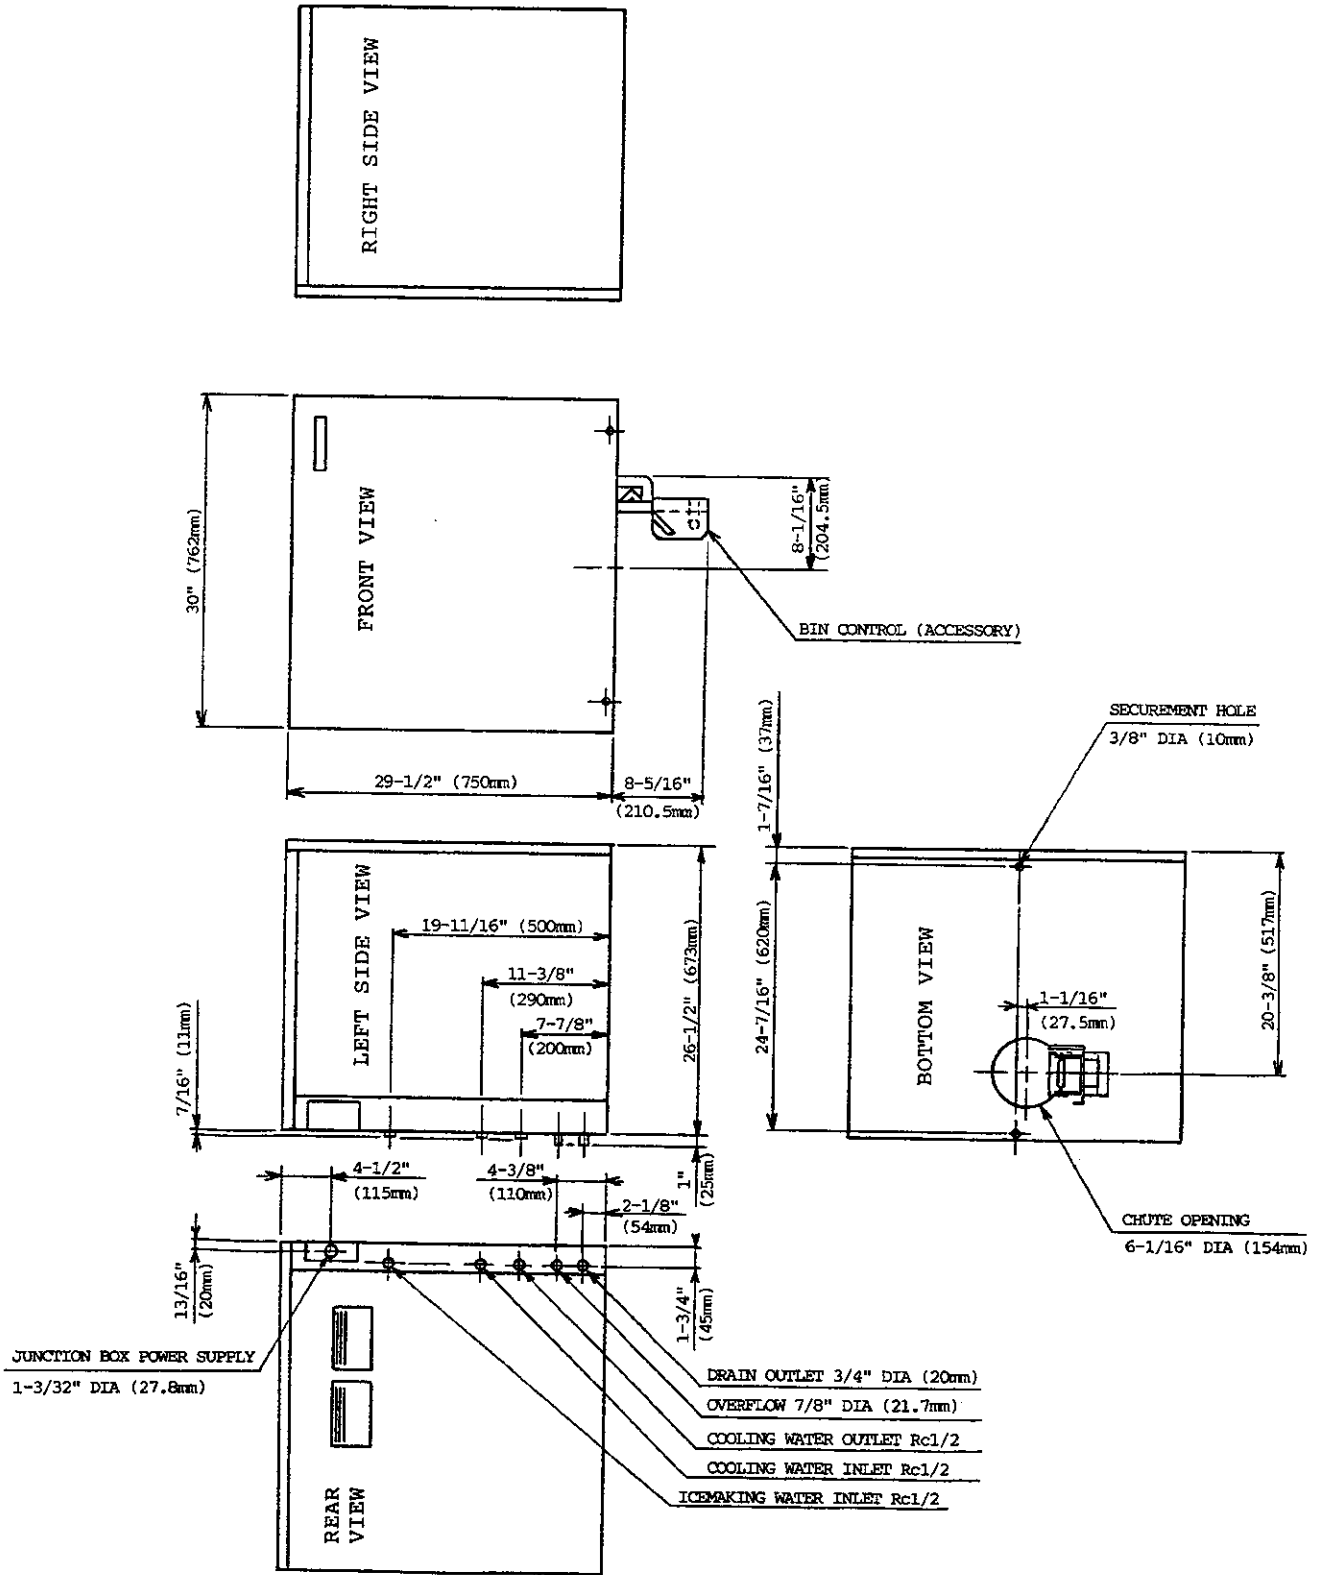 RIGHT SIDE VIEW
30" (762mm)
FRONT VIEW
8-1/16"
(204.5mm)
BIN CONTROL (ACCESSORY)
29-1/2" (750mm)
8-5/16"
(210.5mm)
1-7/16" (37mm)
SECUREMENT HOLE
3/8" DIA (10mm)
LEFT SIDE VIEW
19-11/16" (500mm)
11-3/8"
(290mm)
7-7/8"
(200mm)
26-1/2" (673mm)
7/16" (11mm)
24-7/16" (620mm)
BOTTOM VIEW
1-1/16"
(27.5mm)
20-3/8" (517mm)
4-1/2"
(115mm)
4-3/8"
(110mm)
1"
(25mm)
2-1/8"
(54mm)
CHUTE OPENING
6-1/16" DIA (154mm)
13/16"
(20mm)
1-3/4"
(45mm)
JUNCTION BOX POWER SUPPLY
1-3/32" DIA (27.8mm)
DRAIN OUTLET 3/4" DIA (20mm)
OVERFLOW 7/8" DIA (21.7mm)
COOLING WATER OUTLET Rc1/2
COOLING WATER INLET Rc1/2
ICEMAKING WATER INLET Rc1/2
REAR
VIEW